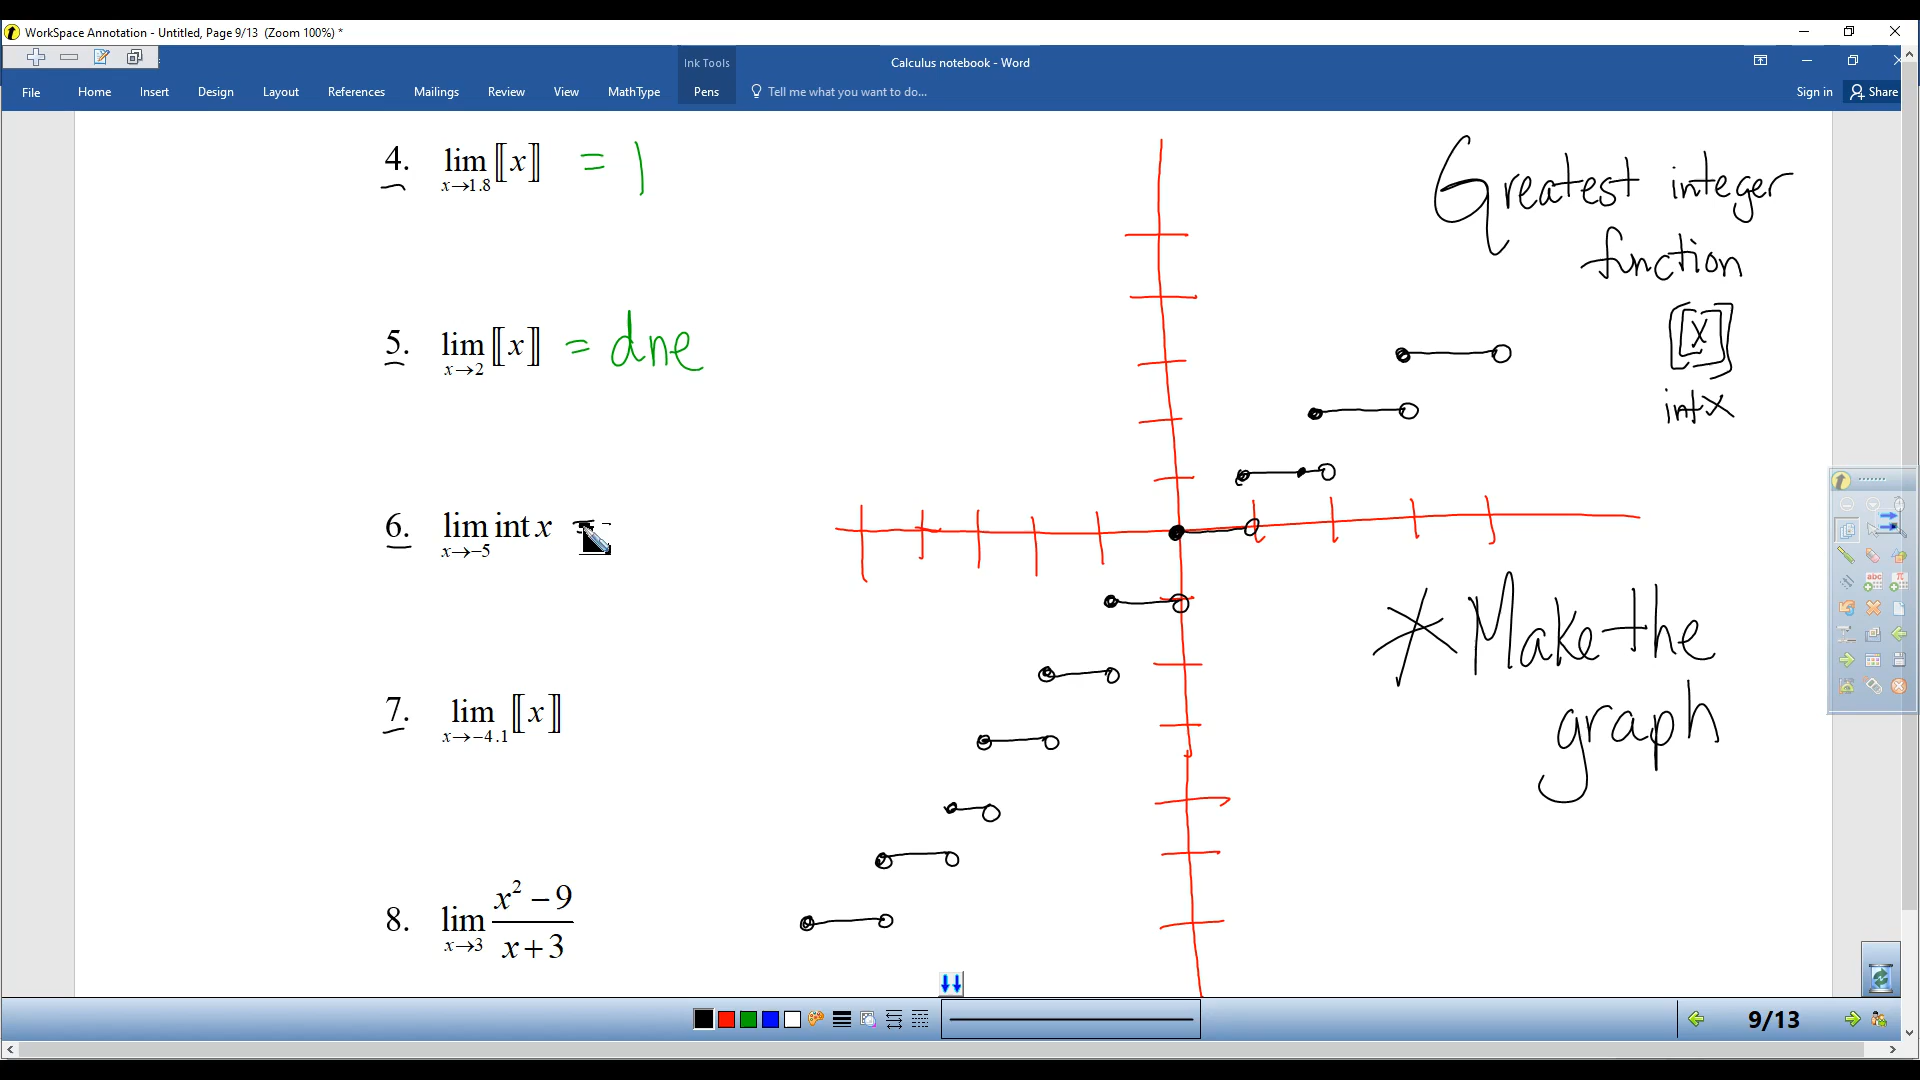 WorkSpace Annotation - Untitled, Page 9/13 (Zoom 100%) *
Ink Tools
Calculus notebook - Word
File Home Insert Design Layout References Mailings Review View MathType Pens Tell me what you want to do... Sign in Share
4. lim x→1.8 ⟦x⟧ = 1
Greatest integer
function
⟦x⟧
int x
5. lim x→2 ⟦x⟧ = dne
6. lim x→−5 int x =
* Make the
graph
7. lim x→−4.1 ⟦x⟧
8. lim x→3 x² − 9 / x + 3
9/13